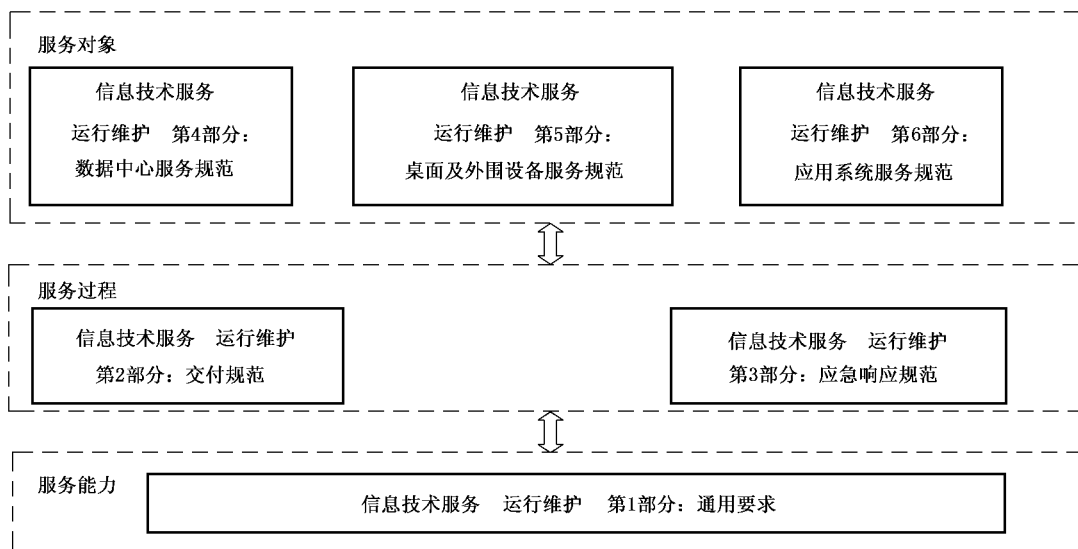 服务对象
信息技术服务
运行维护 第4部分：
数据中心服务规范
信息技术服务
运行维护 第5部分：
桌面及外围设备服务规范
信息技术服务
运行维护 第6部分：
应用系统服务规范
服务过程
信息技术服务 运行维护
第2部分：交付规范
信息技术服务 运行维护
第3部分：应急响应规范
服务能力
信息技术服务 运行维护 第1部分：通用要求